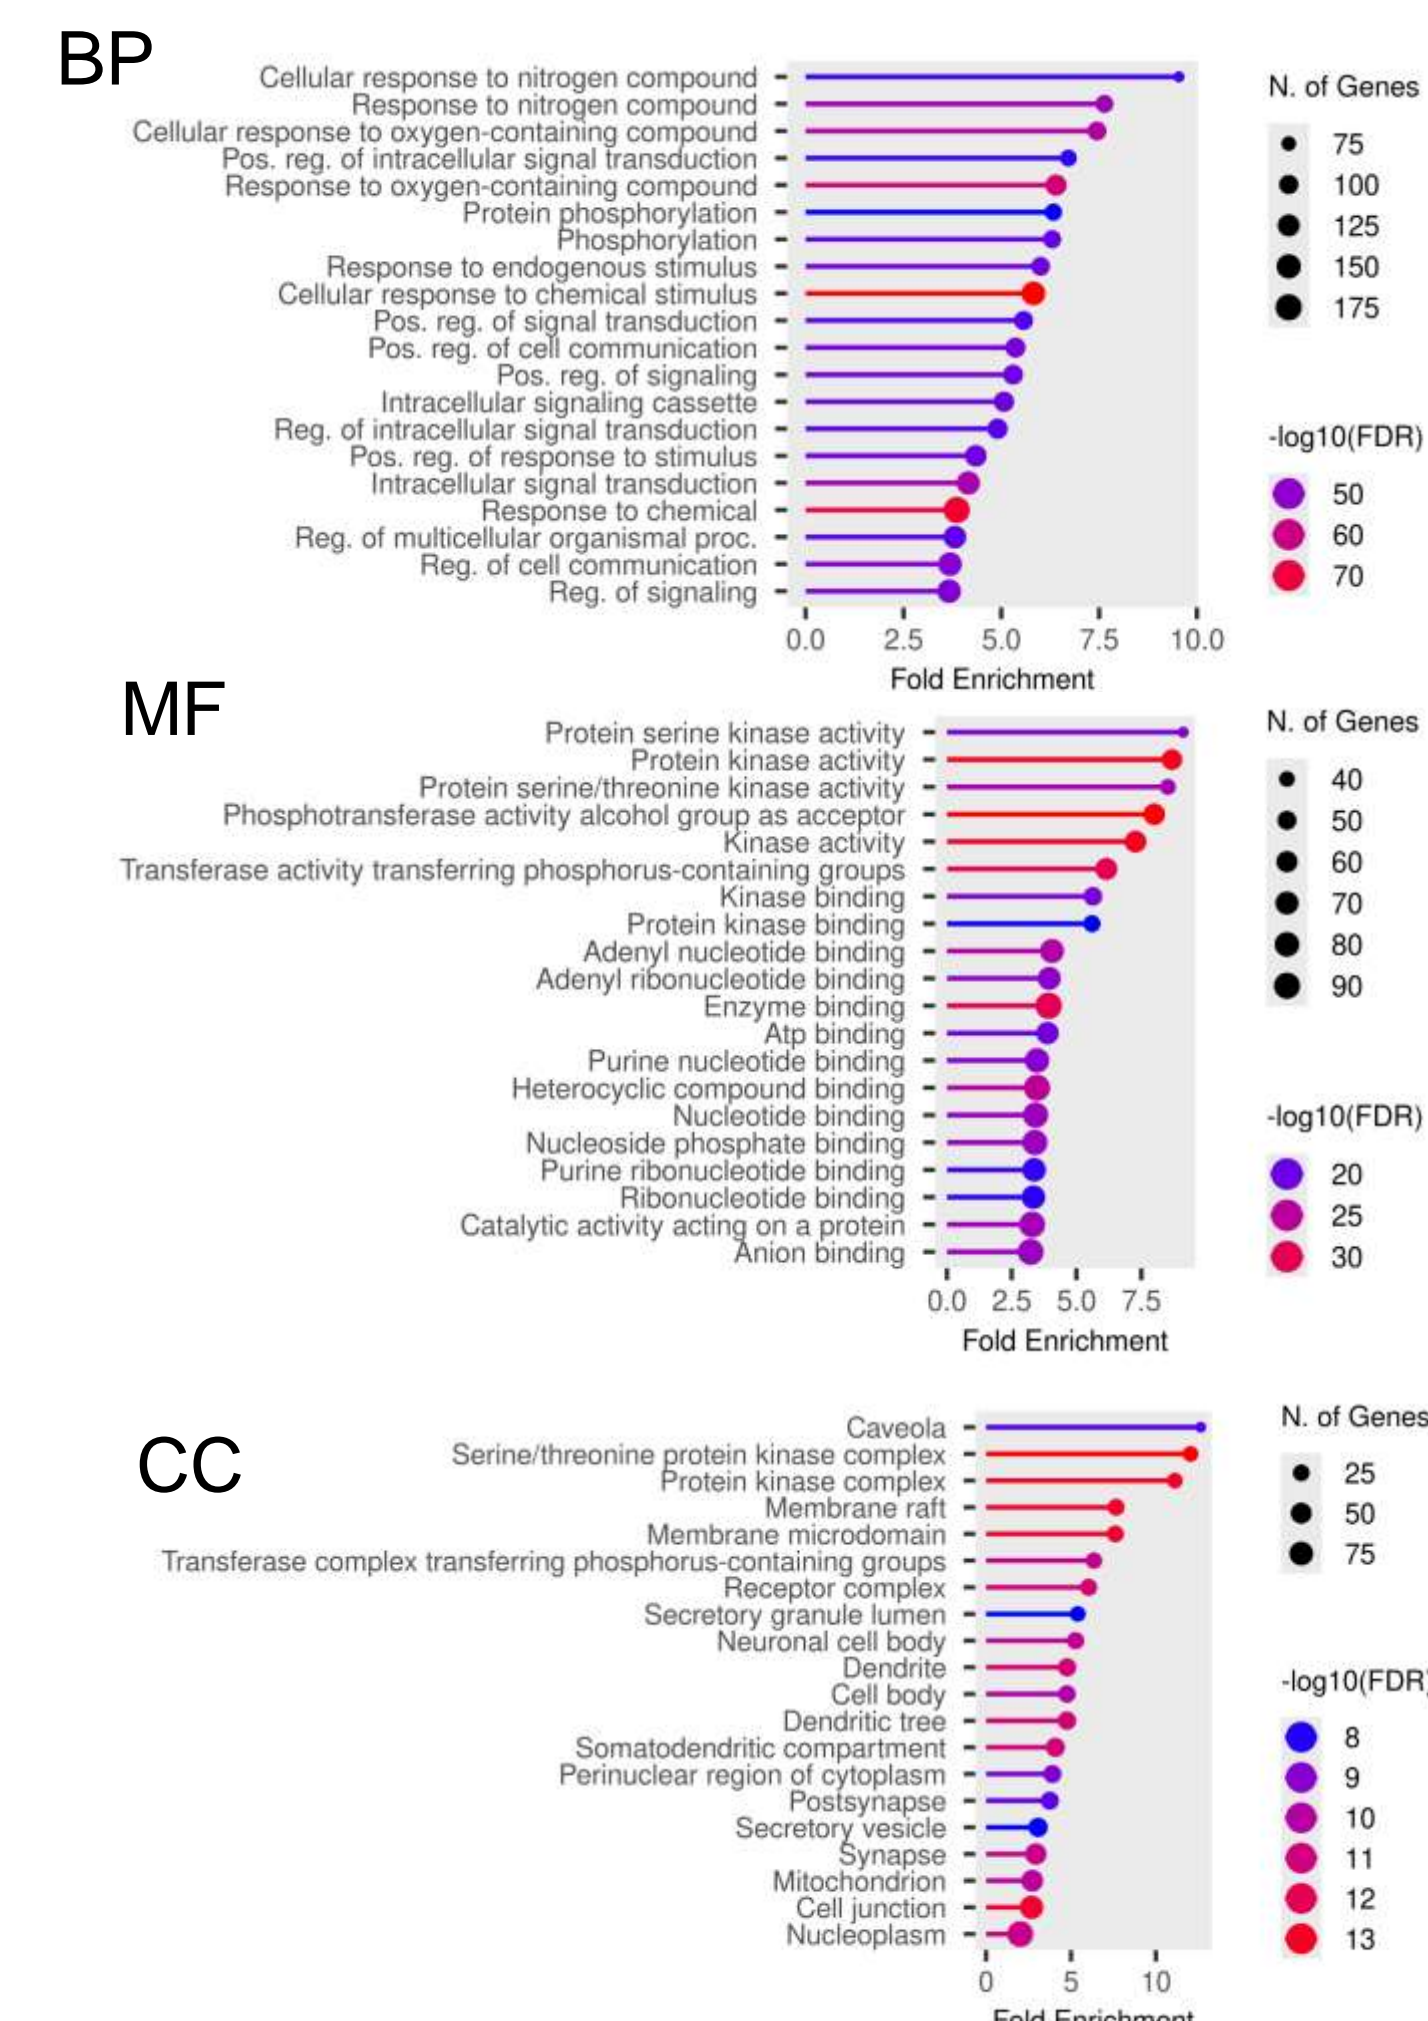 BP
Cellular response to nitrogen compound
Response to nitrogen compound
Cellular response to oxygen-containing compound
Pos. reg. of intracellular signal transduction
Response to oxygen-containing compound
Protein phosphorylation
Phosphorylation
Response to endogenous stimulus
Cellular response to chemical stimulus
Pos. reg. of signal transduction
Pos. reg. of cell communication
Pos. reg. of signaling
Intracellular signaling cassette
Reg. of intracellular signal transduction
Pos. reg. of response to stimulus
Intracellular signal transduction
Response to chemical
Reg. of multicellular organismal proc.
Reg. of cell communication
Reg. of signaling
0.0 2.5 5.0 7.5 10.0
Fold Enrichment
N. of Genes
75
100
125
150
175
-log10(FDR)
50
60
70
MF
Protein serine kinase activity
Protein kinase activity
Protein serine/threonine kinase activity
Phosphotransferase activity alcohol group as acceptor
Kinase activity
Transferase activity transferring phosphorus-containing groups
Kinase binding
Protein kinase binding
Adenyl nucleotide binding
Adenyl ribonucleotide binding
Enzyme binding
Atp binding
Purine nucleotide binding
Heterocyclic compound binding
Nucleotide binding
Nucleoside phosphate binding
Purine ribonucleotide binding
Ribonucleotide binding
Catalytic activity acting on a protein
Anion binding
0.0 2.5 5.0 7.5
Fold Enrichment
N. of Genes
40
50
60
70
80
90
-log10(FDR)
20
25
30
CC
Caveola
Serine/threonine protein kinase complex
Protein kinase complex
Membrane raft
Membrane microdomain
Transferase complex transferring phosphorus-containing groups
Receptor complex
Secretory granule lumen
Neuronal cell body
Dendrite
Cell body
Dendritic tree
Somatodendritic compartment
Perinuclear region of cytoplasm
Postsynapse
Secretory vesicle
Synapse
Mitochondrion
Cell junction
Nucleoplasm
0 5 10
Fold Enrichment
N. of Genes
25
50
75
-log10(FDR)
8
9
10
11
12
13